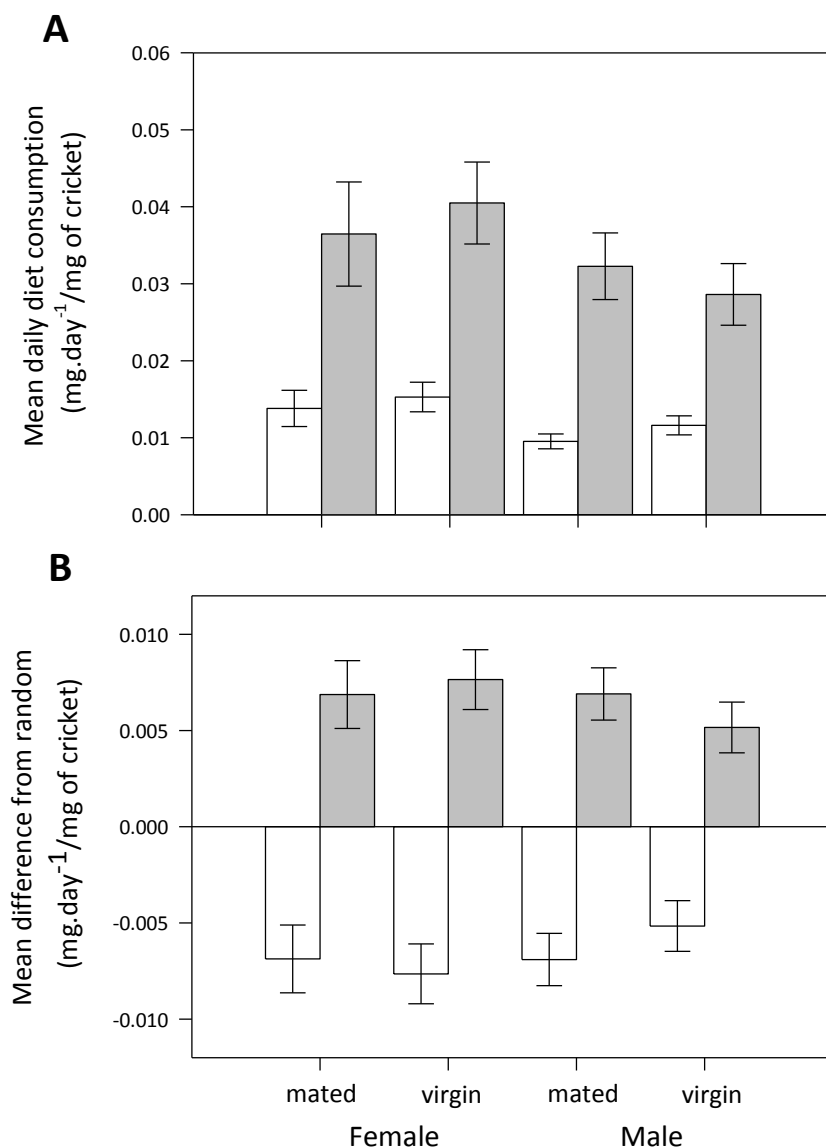 A
0.06
0.05
0.04
0.03
0.02
0.01
0.00
Mean daily diet consumption
(mg.day⁻¹/mg of cricket)
B
0.010
0.005
0.000
-0.005
-0.010
Mean difference from random
(mg.day⁻¹/mg of cricket)
mated virgin mated virgin
Female Male